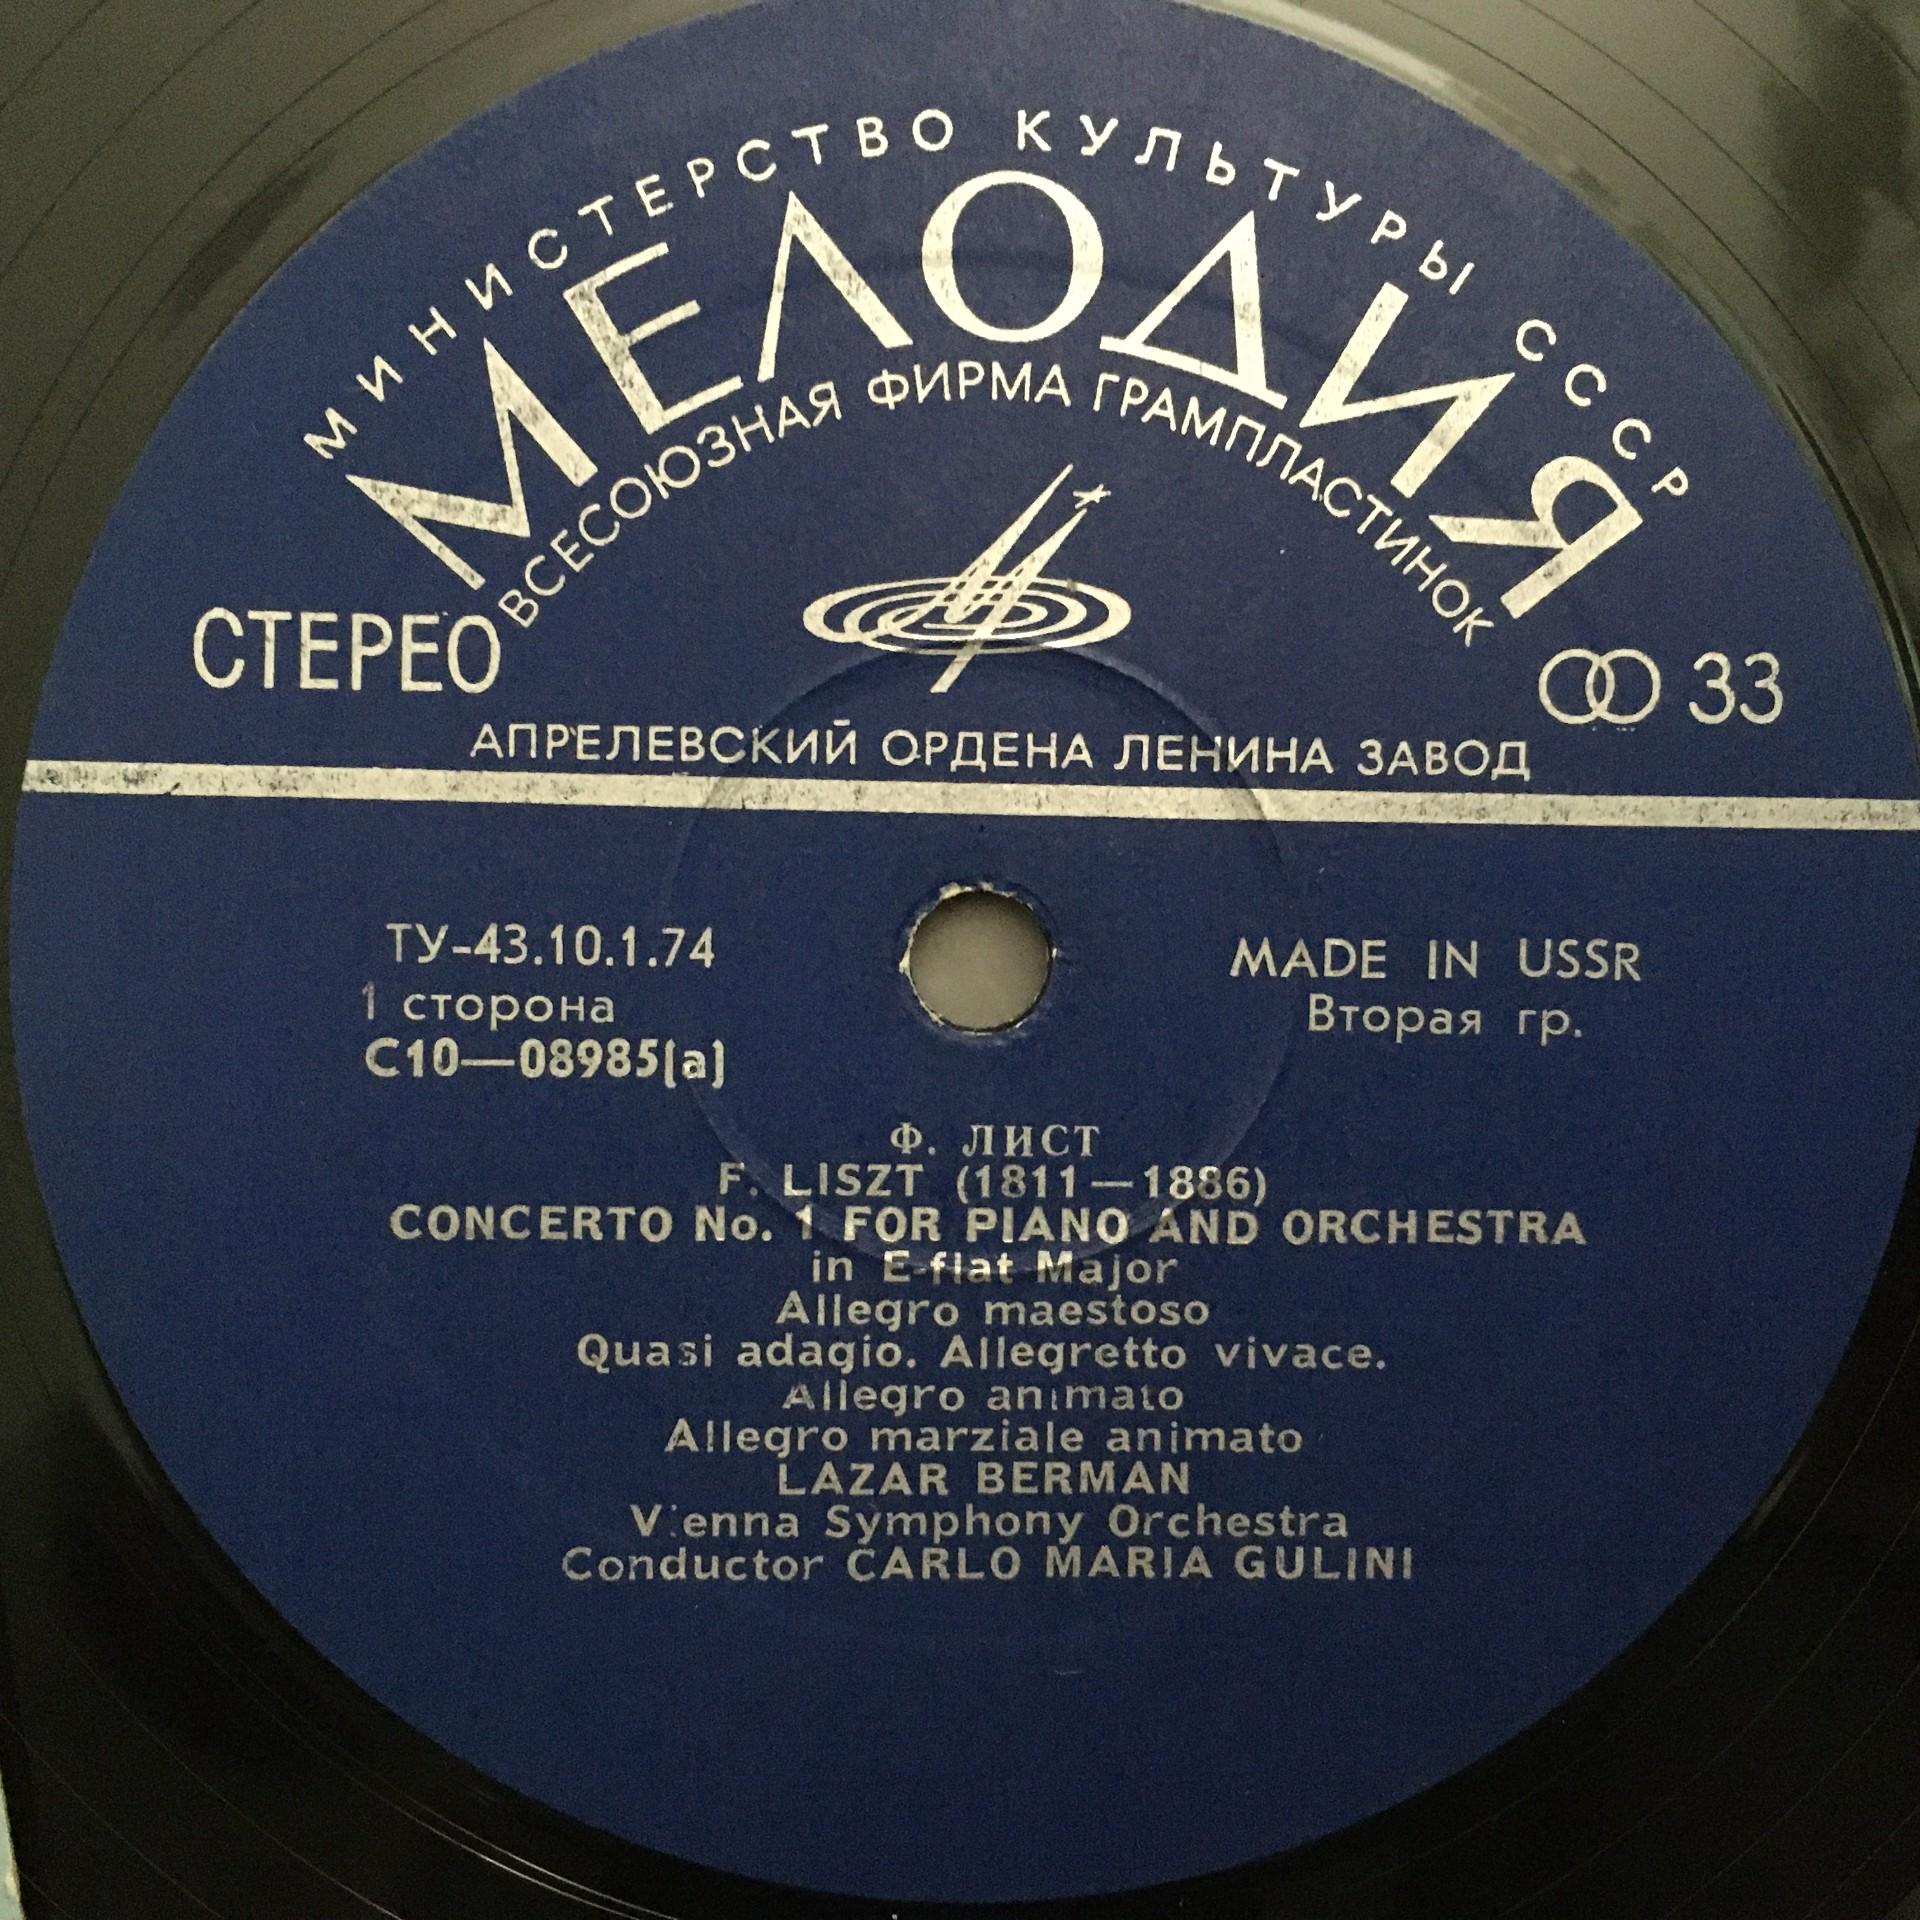 МИНИСТЕРСТВО КУЛЬТУРЫ СССР
МЕЛОДИЯ
ВСЕСОЮЗНАЯ ФИРМА ГРАМПЛАСТИНОК
СТЕРЕО
33
АПРЕЛЕВСКИЙ ОРДЕНА ЛЕНИНА ЗАВОД
ТУ-43.10.1.74
1 сторона
С10—08985(а)
MADE IN USSR
Вторая гр.
Ф. ЛИСТ
F. LISZT (1811—1886)
CONCERTO No. 1 FOR PIANO AND ORCHESTRA
in E-flat Major
Allegro maestoso
Quasi adagio. Allegretto vivace.
Allegro animato
Allegro marziale animato
LAZAR BERMAN
Vienna Symphony Orchestra
Conductor CARLO MARIA GULINI